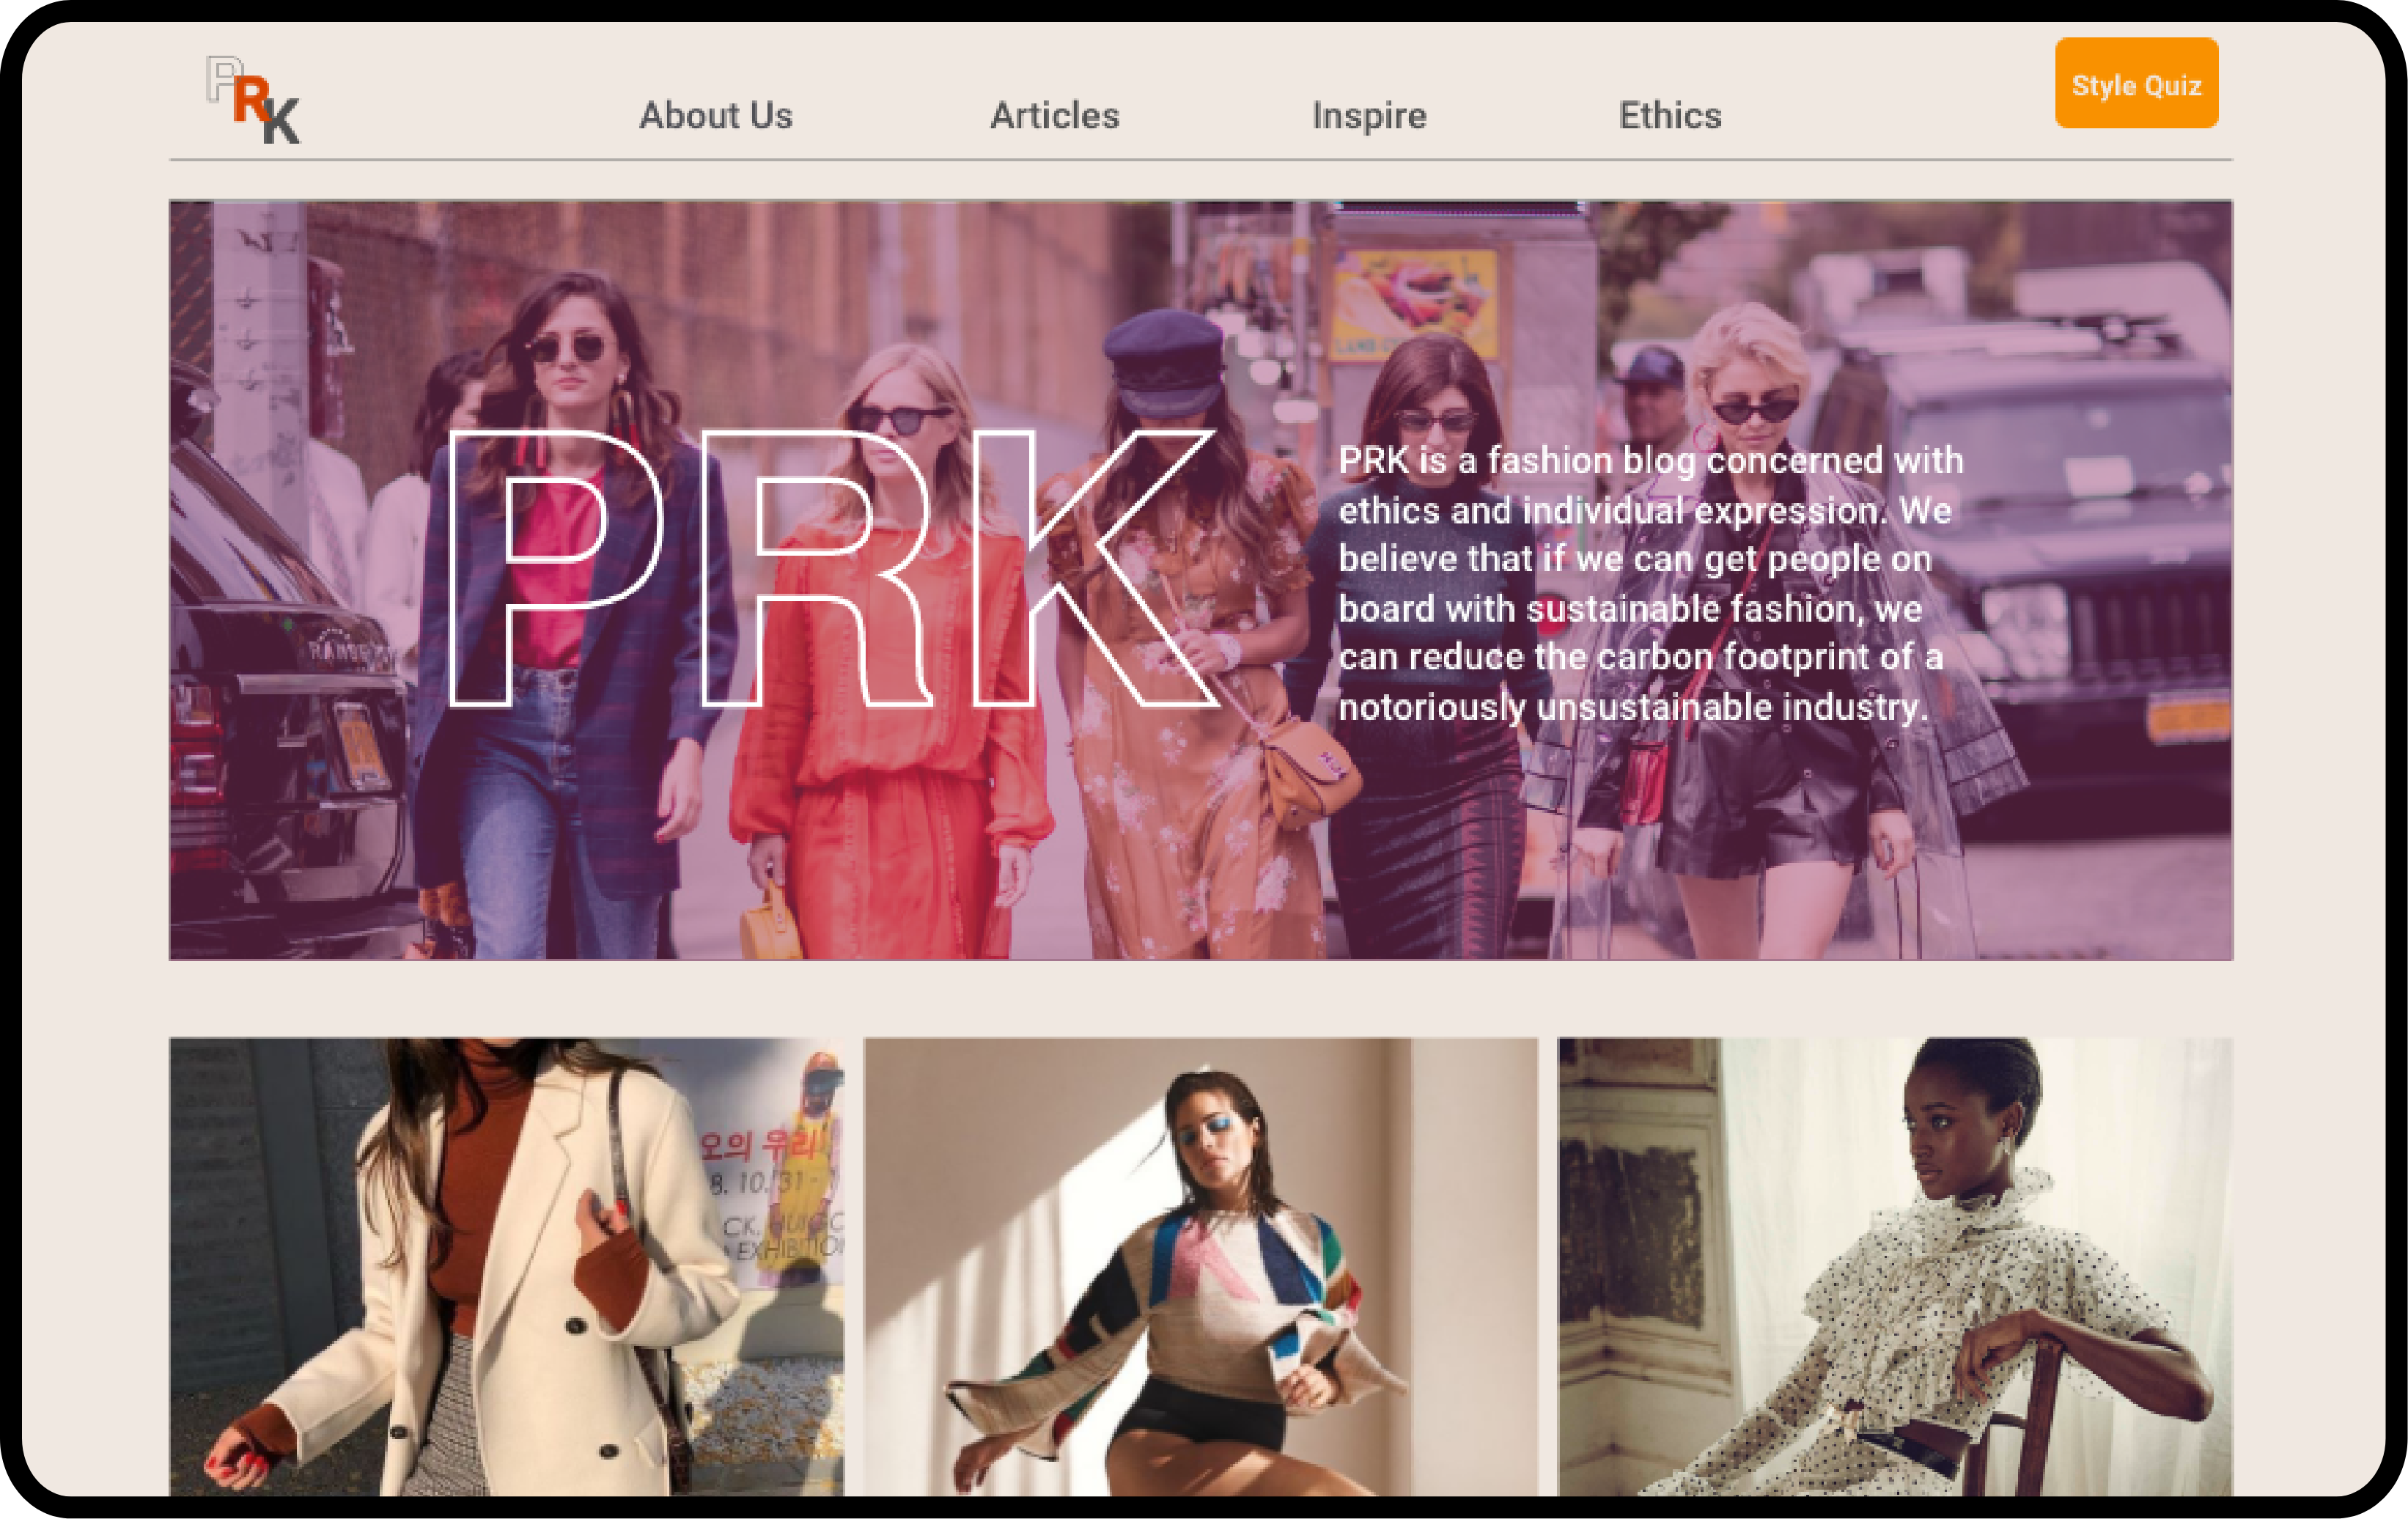 PRK
About Us
Articles
Inspire
Ethics
Style Quiz
PRK
PRK is a fashion blog concerned with
ethics and individual expression. We
believe that if we can get people on
board with sustainable fashion, we
can reduce the carbon footprint of a
notoriously unsustainable industry.
오의 우리
8. 10. 31 -
CK,
EXHIBITION